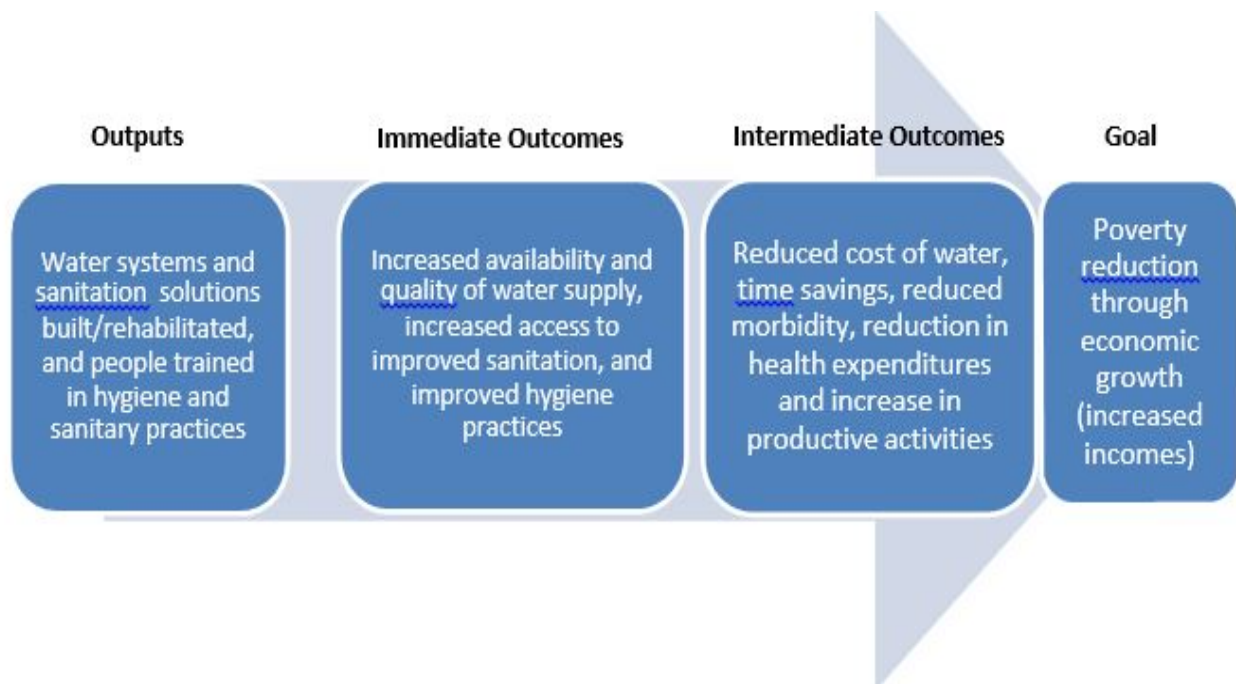 Outputs
Immediate Outcomes
Intermediate Outcomes
Goal
Water systems and
sanitation solutions
built/rehabilitated,
and people trained
in hygiene and
sanitary practices
Increased availability and
quality of water supply,
increased access to
improved sanitation, and
improved hygiene
practices
Reduced cost of water,
time savings, reduced
morbidity, reduction in
health expenditures
and increase in
productive activities
Poverty
reduction
through
economic
growth
(increased
incomes)